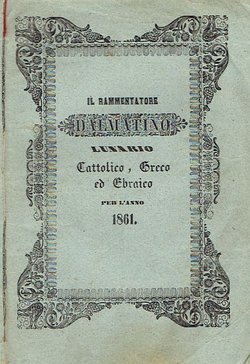 IL RAMMENTATORE
DALMATINO
LUNARIO
Cattolico, Greco
ed Ebraico
PER L'ANNO
1861.